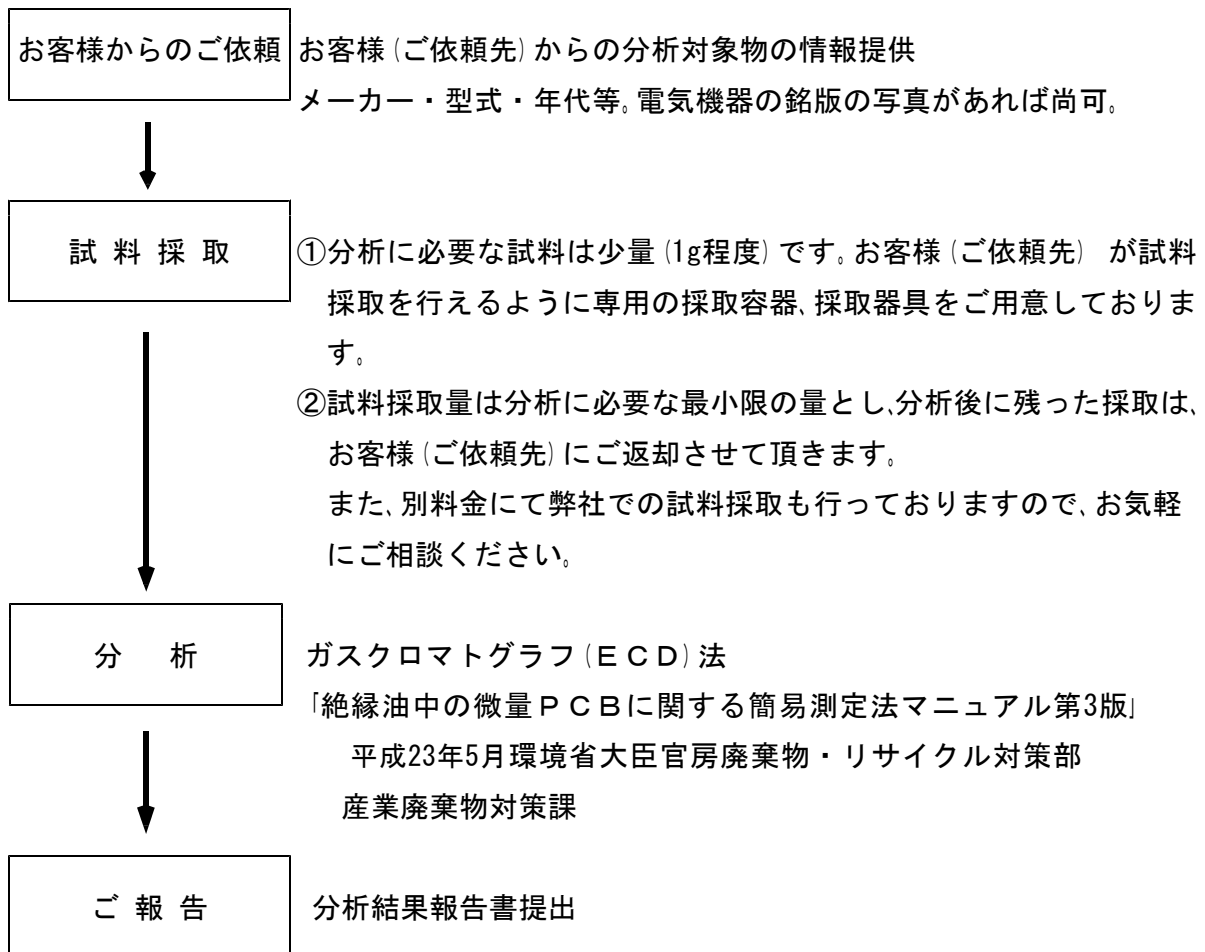 お客様からのご依頼
お客様(ご依頼先)からの分析対象物の情報提供
メーカー・型式・年代等。電気機器の銘版の写真があれば尚可。
試料採取
①分析に必要な試料は少量(1g程度)です。お客様(ご依頼先) が試料
採取を行えるように専用の採取容器、採取器具をご用意しておりま
す。
②試料採取量は分析に必要な最小限の量とし、分析後に残った採取は、
お客様(ご依頼先)にご返却させて頂きます。
また、別料金にて弊社での試料採取も行っておりますので、お気軽
にご相談ください。
分 析
ガスクロマトグラフ(ECD)法
「絶縁油中の微量PCBに関する簡易測定法マニュアル第3版」
平成23年5月環境省大臣官房廃棄物・リサイクル対策部
産業廃棄物対策課
ご報告
分析結果報告書提出